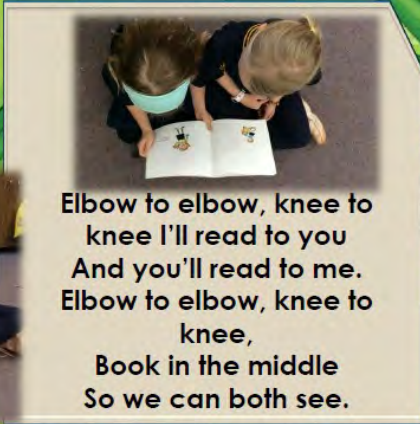 Elbow to elbow, knee to
knee I'll read to you
And you'll read to me.
Elbow to elbow, knee to
knee,
Book in the middle
So we can both see.